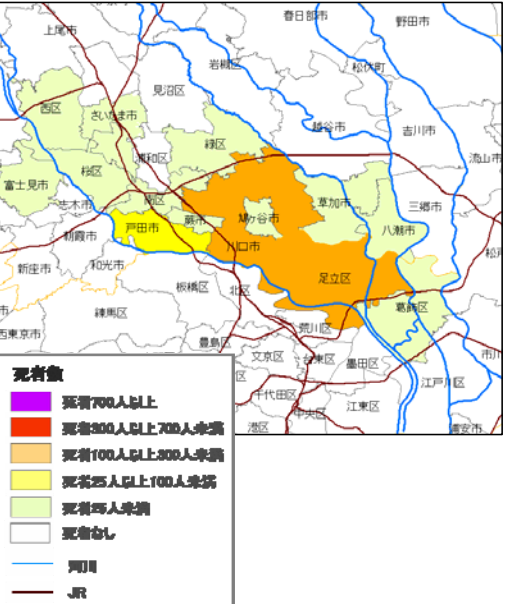 春日部市
上尾市
野田市
岩槻区
松伏町
見沼区
西区
さいたま市
越谷市
吉川市
緑区
浦和区
流山市
桜区
富士見市
南区
志木市
草加市
三郷市
蕨市
鳩ヶ谷市
戸田市
八潮市
朝霞市
川口市
和光市
新座市
足立区
板橋区
北区
葛飾区
練馬区
荒川区
西東京市
豊島区
文京区
台東区
墨田区
市川
江戸川区
千代田区
江東区
中央区
港区
浦安市
死者数
死者700人以上
死者300人以上700人未満
死者100人以上300人未満
死者25人以上100人未満
死者25人未満
死者なし
河川
JR